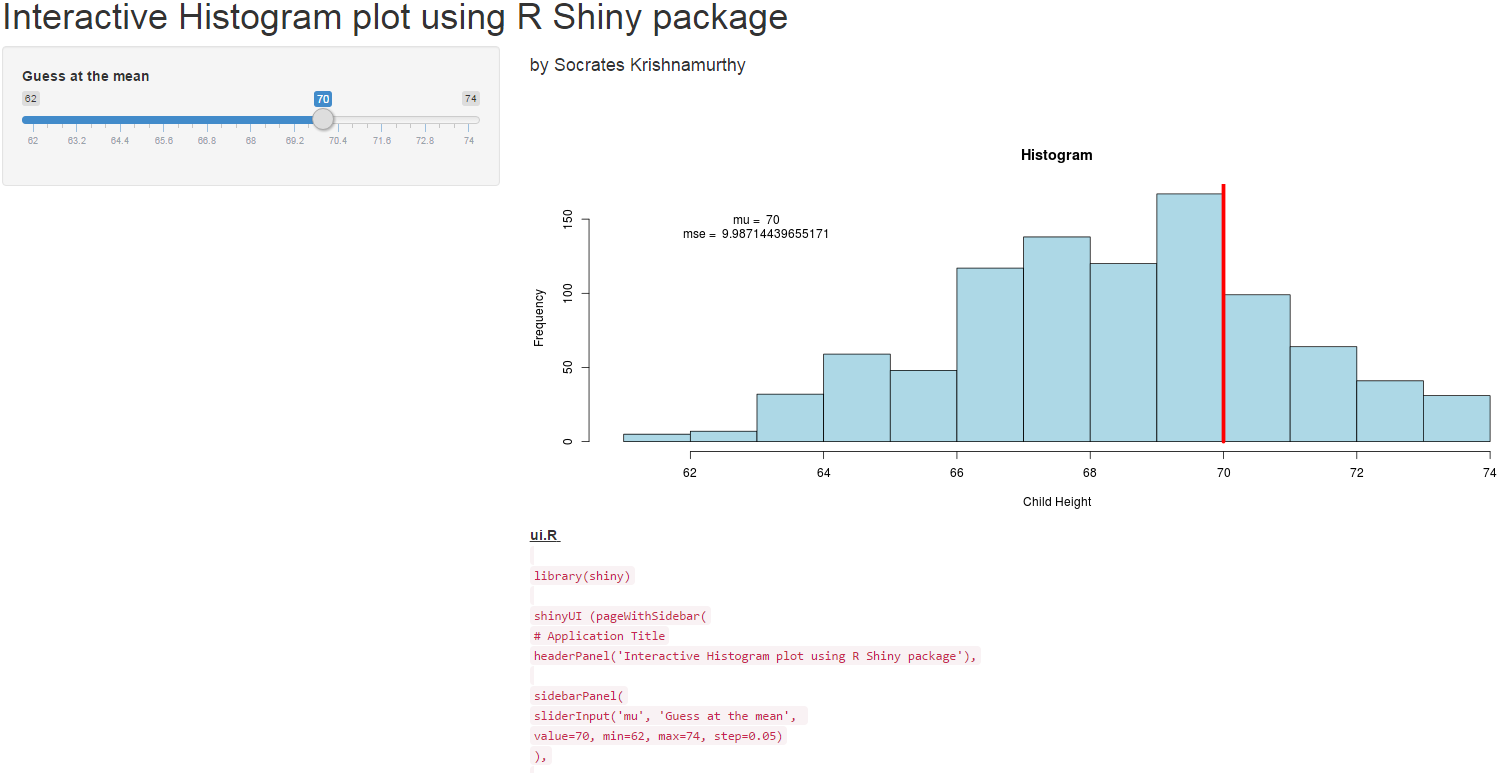 Interactive Histogram plot using R Shiny package
Guess at the mean
62 70 74
62 63.2 64.4 65.6 66.8 68 69.2 70.4 71.6 72.8 74
by Socrates Krishnamurthy
Histogram
mu = 70
mse = 9.98714439655171
150
100
50
0
Frequency
62 64 66 68 70 72 74
Child Height
ui.R
library(shiny)
shinyUI (pageWithSidebar(
# Application Title
headerPanel('Interactive Histogram plot using R Shiny package'),
sidebarPanel(
sliderInput('mu', 'Guess at the mean',
value=70, min=62, max=74, step=0.05)
),